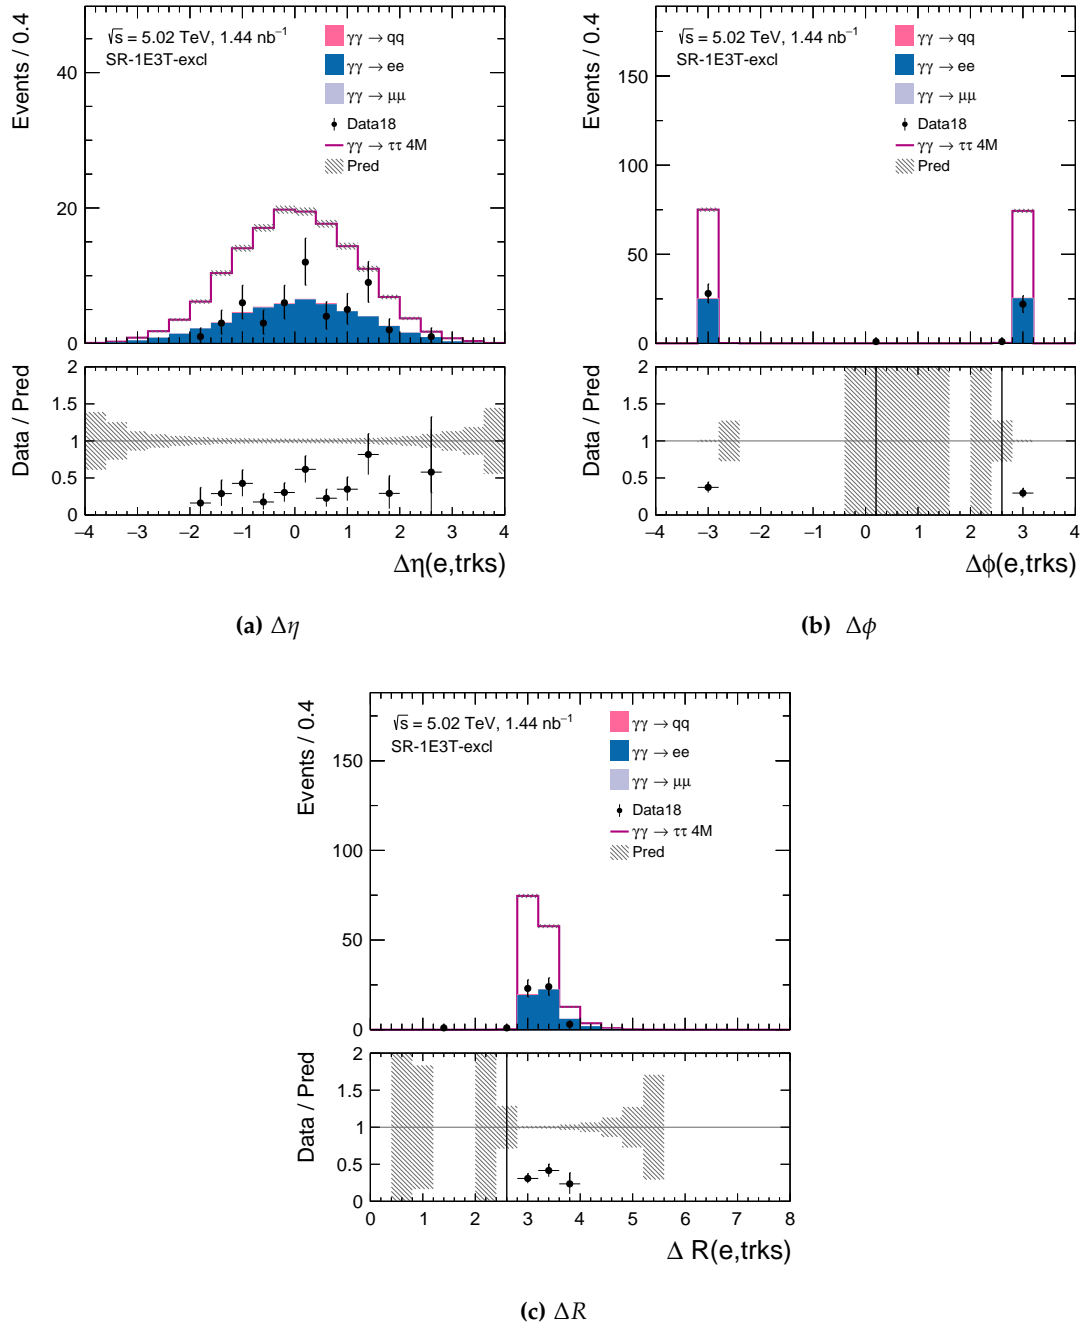 Events / 0.4
40
20
0
√s = 5.02 TeV, 1.44 nb⁻¹
SR-1E3T-excl
γγ → qq
γγ → ee
γγ → μμ
Data18
γγ → ττ 4M
Pred
Data / Pred
2
1.5
1
0.5
0
−4 −3 −2 −1 0 1 2 3 4
Δη(e,trks)
(a) Δη
Events / 0.4
150
100
50
0
√s = 5.02 TeV, 1.44 nb⁻¹
SR-1E3T-excl
γγ → qq
γγ → ee
γγ → μμ
Data18
γγ → ττ 4M
Pred
Data / Pred
2
1.5
1
0.5
0
−4 −3 −2 −1 0 1 2 3 4
Δϕ(e,trks)
(b) Δϕ
Events / 0.4
150
100
50
0
√s = 5.02 TeV, 1.44 nb⁻¹
SR-1E3T-excl
γγ → qq
γγ → ee
γγ → μμ
Data18
γγ → ττ 4M
Pred
Data / Pred
2
1.5
1
0.5
0
0 1 2 3 4 5 6 7 8
Δ R(e,trks)
(c) ΔR